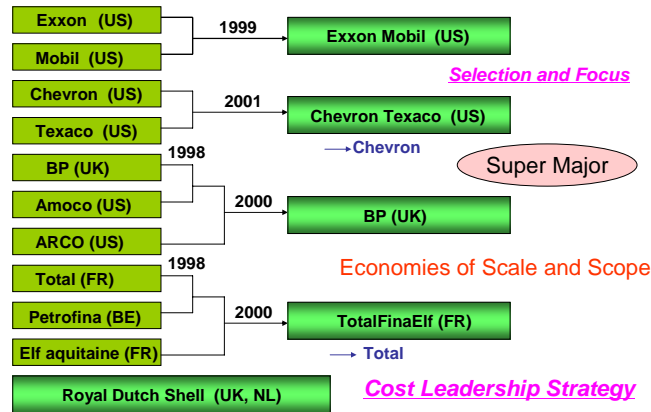 Exxon (US)
1999
Exxon Mobil (US)
Mobil (US)
Selection and Focus
Chevron (US)
2001
Chevron Texaco (US)
Texaco (US)
Chevron
1998
BP (UK)
Super Major
Amoco (US)
2000
BP (UK)
ARCO (US)
1998
Economies of Scale and Scope
Total (FR)
Petrofina (BE)
2000
TotalFinaElf (FR)
Elf aquitaine (FR)
Total
Royal Dutch Shell (UK, NL)
Cost Leadership Strategy